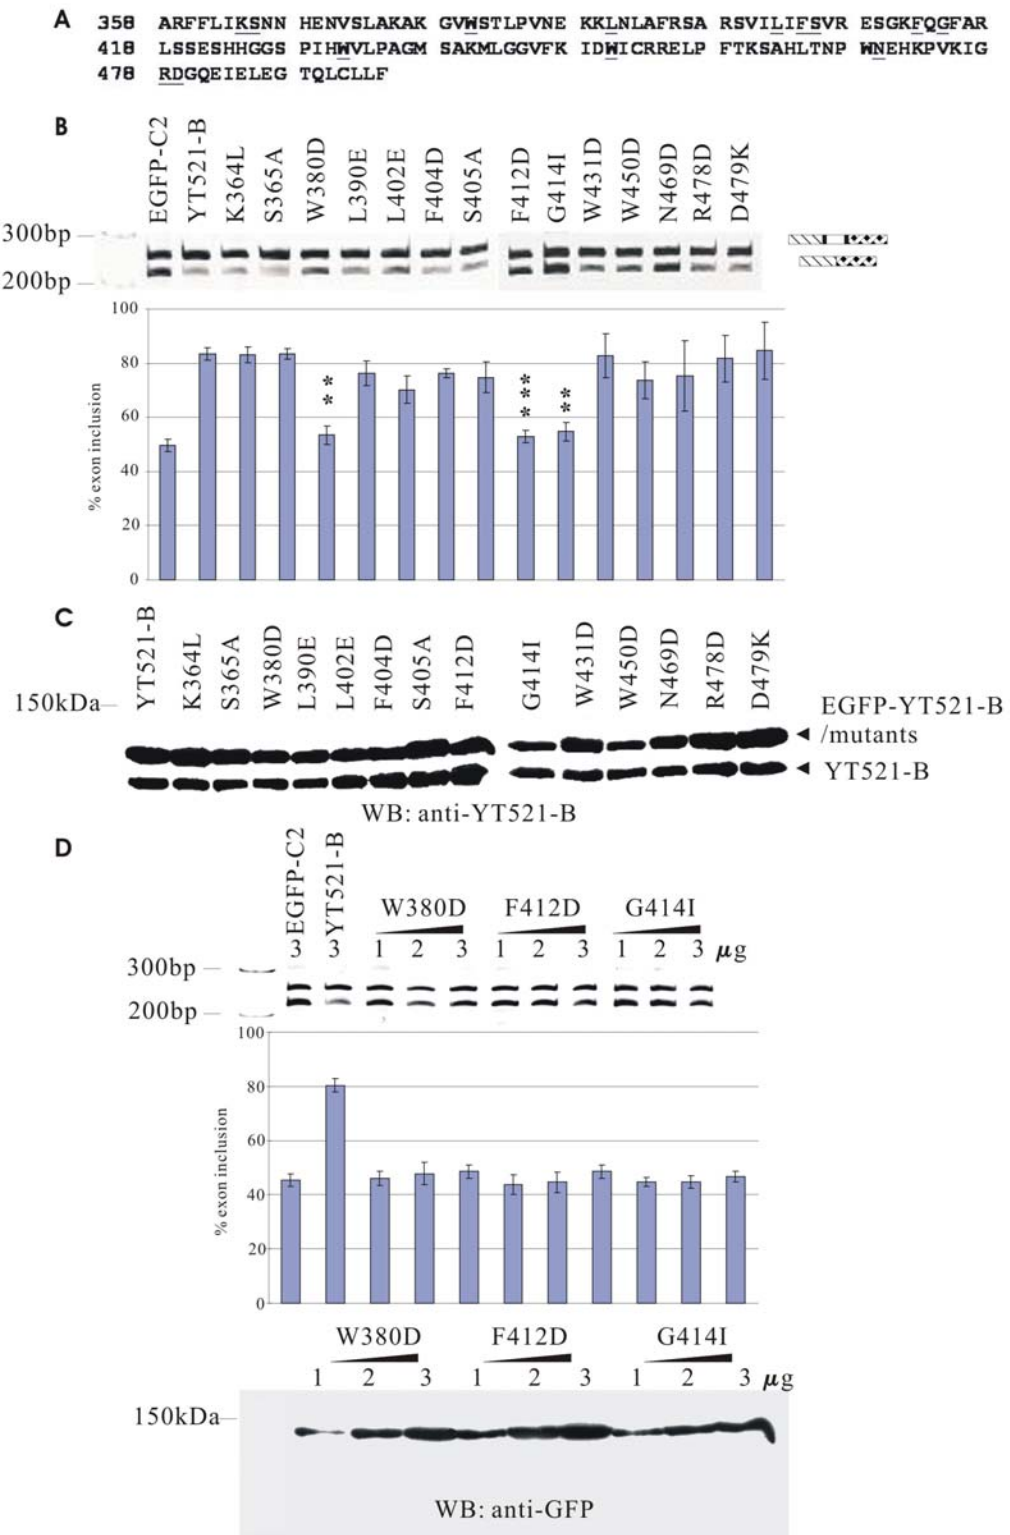 A
358 ARFFLIKSNN HENVSLAKAK GVWSTLPVNE KKLNLAFRSA RSVILIFSVR ESGKFQGFAR
418 LSSESHHGGS PIHWVLPAGM SAKMLGGVFK IDWICRRELP FTKSAHLTNP WNEHKPVKIG
478 RDGQEIELEG TQLCLLF
B
EGFP-C2 YT521-B K364L S365A W380D L390E L402E F404D S405A F412D G414I W431D W450D N469D R478D D479K
300bp
200bp
100
80
60
40
20
0
% exon inclusion
** *** **
C
YT521-B K364L S365A W380D L390E L402E F404D S405A F412D G414I W431D W450D N469D R478D D479K
150kDa
EGFP-YT521-B
/mutants
YT521-B
WB: anti-YT521-B
D
EGFP-C2 YT521-B W380D F412D G414I
3 3 1 2 3 1 2 3 1 2 3 μg
300bp
200bp
100
80
60
40
20
0
% exon inclusion
W380D F412D G414I
1 2 3 1 2 3 1 2 3 μg
150kDa
WB: anti-GFP